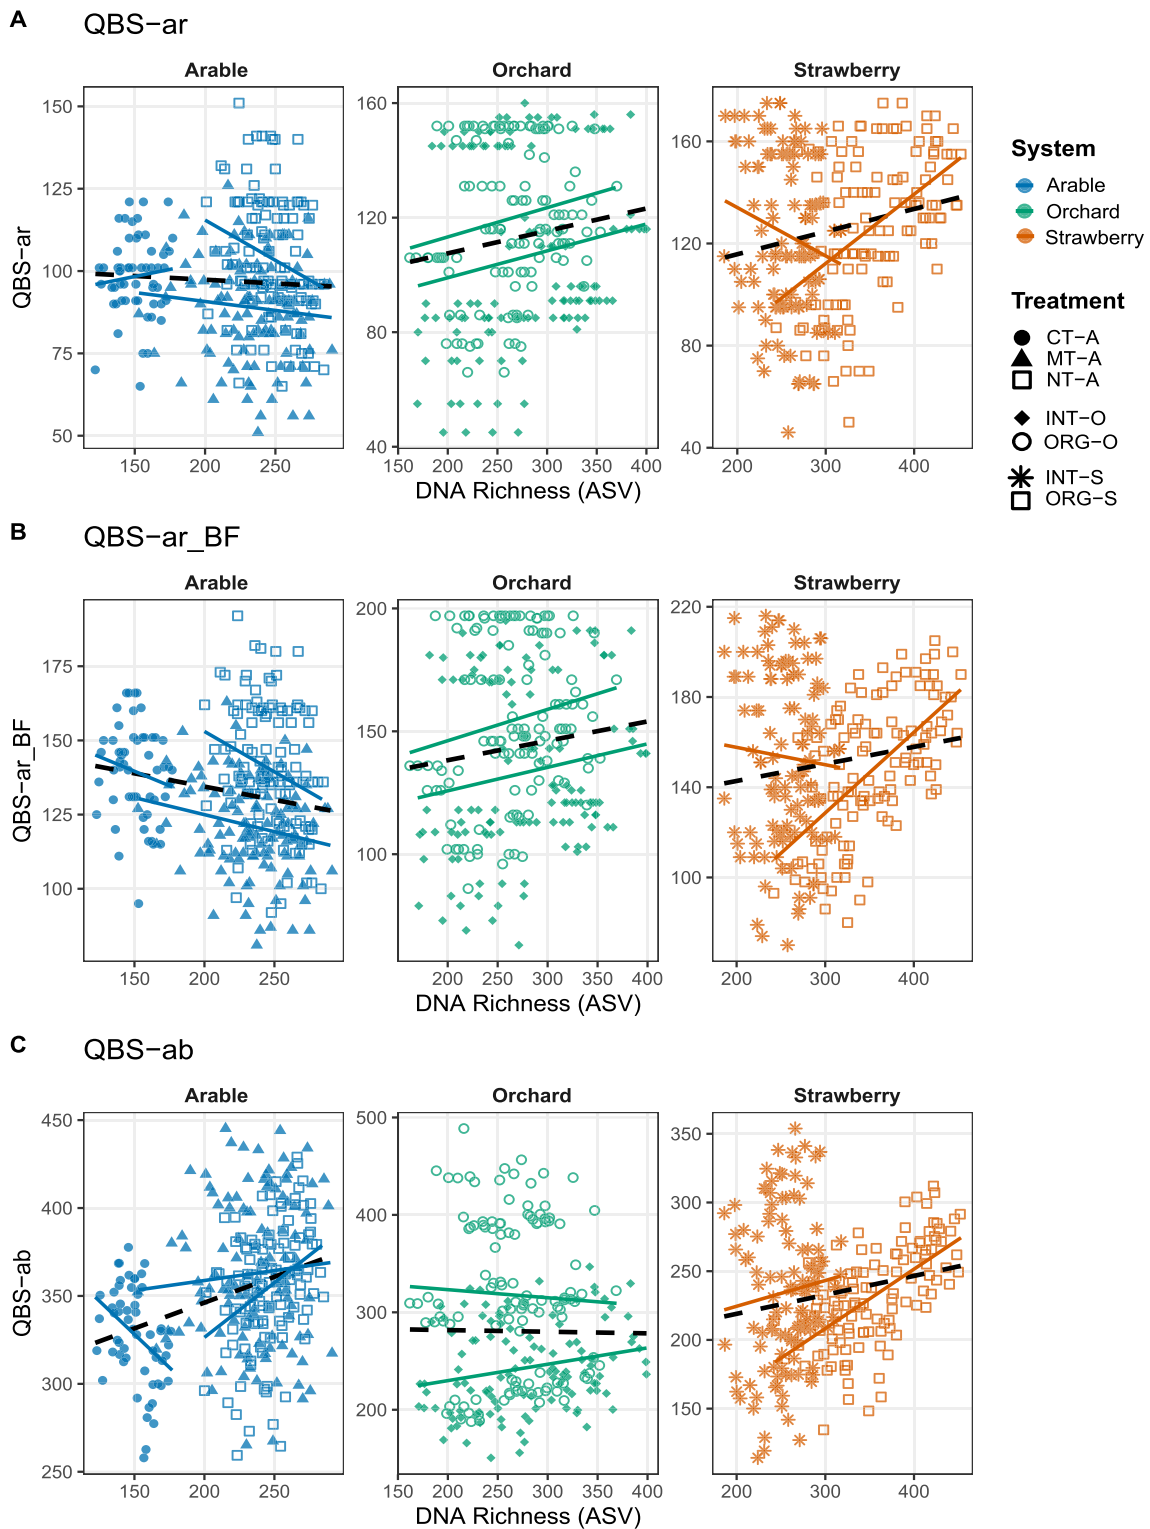 A
QBS−ar
Arable
Orchard
Strawberry
QBS−ar
150
125
100
75
50
160
120
80
40
160
120
80
40
150
200
250
150
200
250
300
350
400
200
300
400
DNA Richness (ASV)
System
Arable
Orchard
Strawberry
Treatment
CT−A
MT−A
NT−A
INT−O
ORG−O
INT−S
ORG−S
B
QBS−ar_BF
Arable
Orchard
Strawberry
QBS−ar_BF
175
150
125
100
200
150
100
220
180
140
100
150
200
250
200
250
300
350
400
200
300
400
DNA Richness (ASV)
C
QBS−ab
Arable
Orchard
Strawberry
QBS−ab
450
400
350
300
250
500
400
300
200
350
300
250
200
150
150
200
250
150
200
250
300
350
400
200
300
400
DNA Richness (ASV)